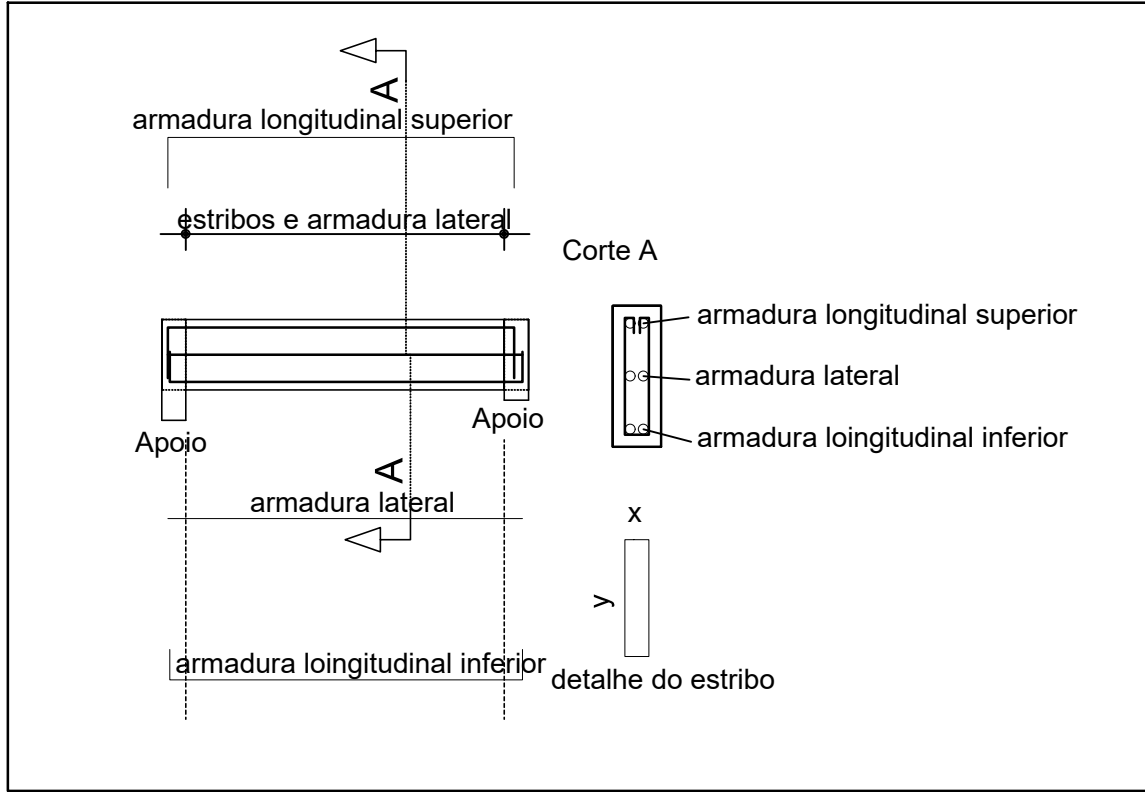 A
armadura longitudinal superior
estribos e armadura lateral
Corte A
armadura longitudinal superior
armadura lateral
armadura loingitudinal inferior
Apoio
Apoio
A
armadura lateral
x
y
armadura loingitudinal inferior
detalhe do estribo